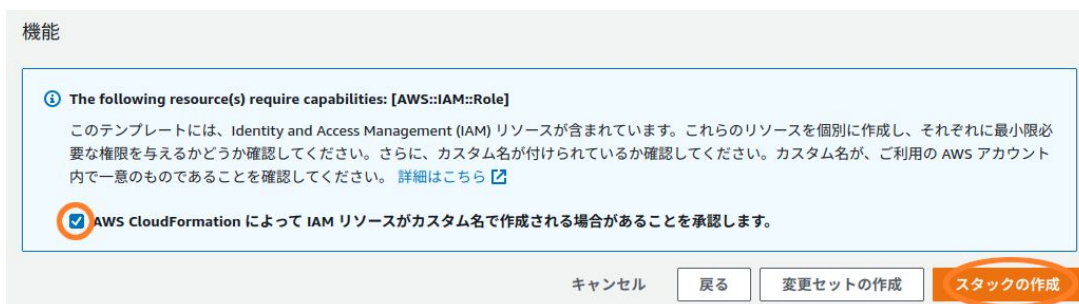 機能
The following resource(s) require capabilities: [AWS::IAM::Role]
このテンプレートには、Identity and Access Management (IAM) リソースが含まれています。これらのリソースを個別に作成し、それぞれに最小限必
要な権限を与えるかどうか確認してください。さらに、カスタム名が付けられているか確認してください。カスタム名が、ご利用の AWS アカウント
内で一意のものであることを確認してください。 詳細はこちら
AWS CloudFormation によって IAM リソースがカスタム名で作成される場合があることを承認します。
キャンセル 戻る 変更セットの作成 スタックの作成